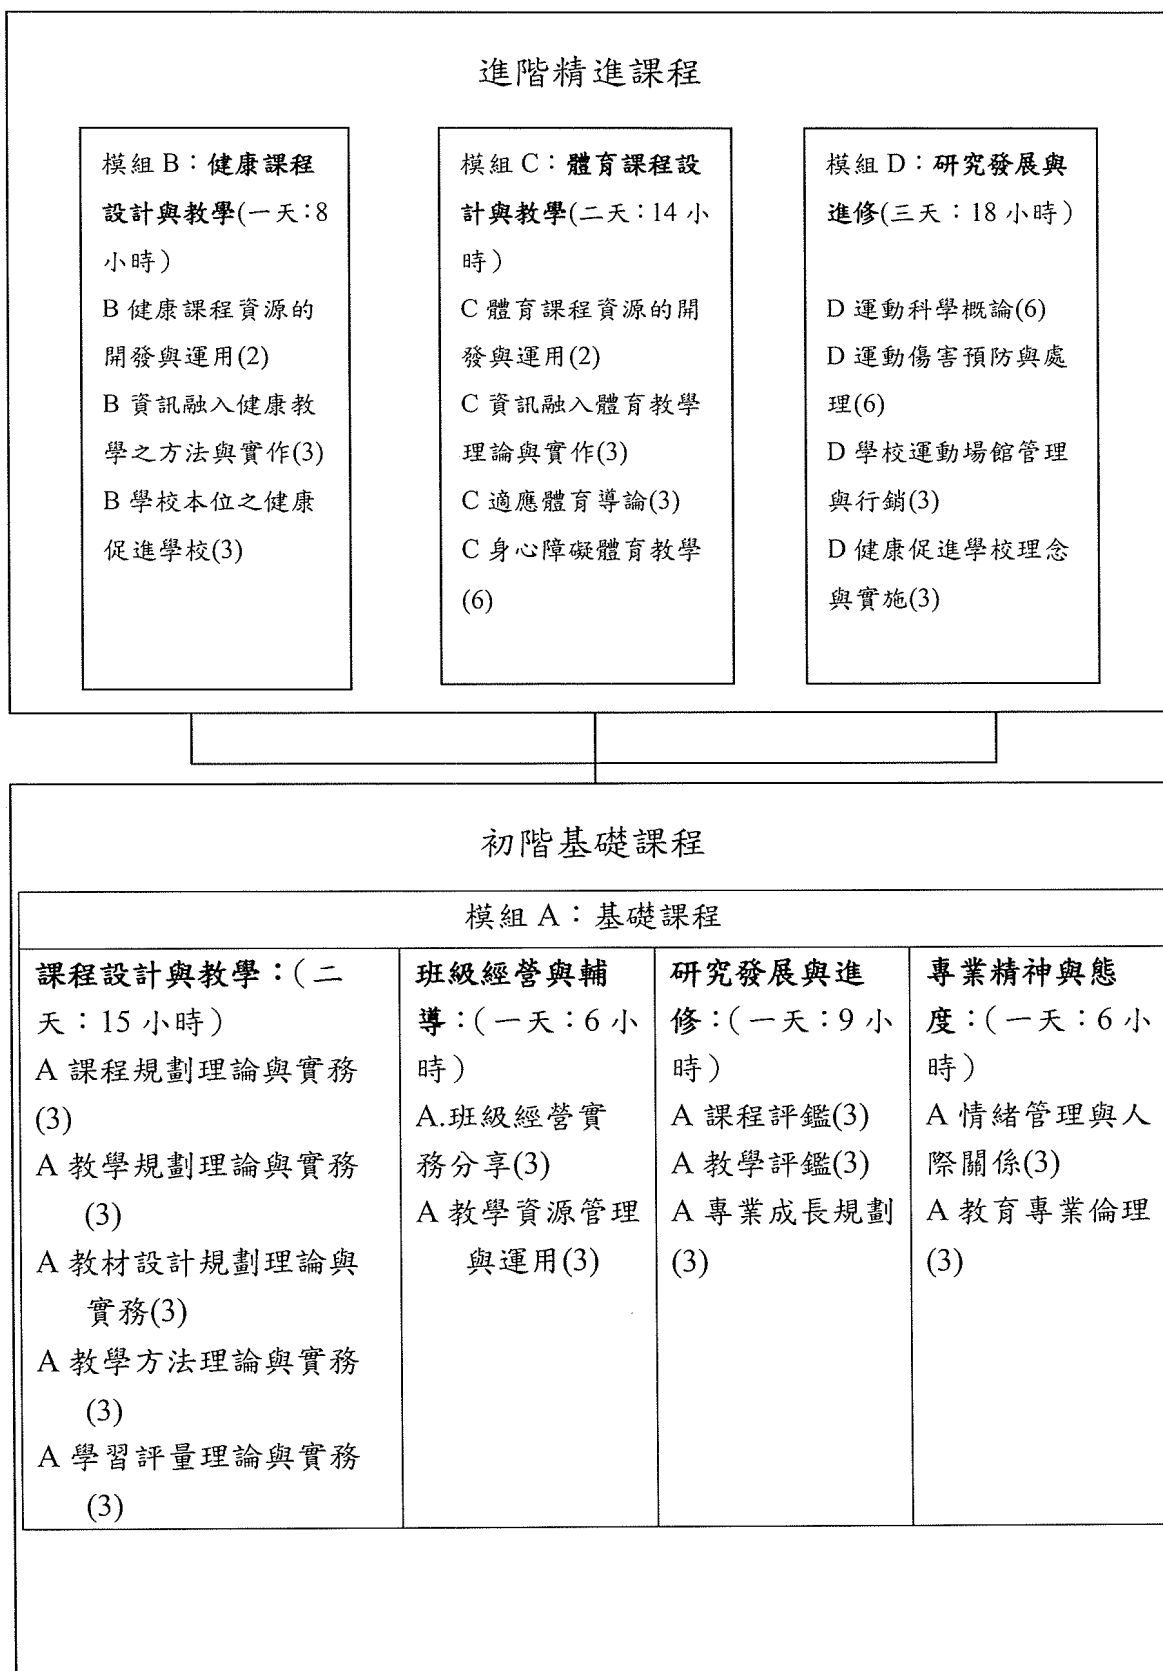 進階精進課程
模組 B：健康課程
設計與教學(一天：8
小時）
B 健康課程資源的
開發與運用(2)
B 資訊融入健康教
學之方法與實作(3)
B 學校本位之健康
促進學校(3)
模組 C：體育課程設
計與教學(二天：14 小
時）
C 體育課程資源的開
發與運用(2)
C 資訊融入體育教學
理論與實作(3)
C 適應體育導論(3)
C 身心障礙體育教學
(6)
模組 D：研究發展與
進修(三天：18 小時）
D 運動科學概論(6)
D 運動傷害預防與處
理(6)
D 學校運動場館管理
與行銷(3)
D 健康促進學校理念
與實施(3)
初階基礎課程
模組 A：基礎課程
課程設計與教學：（二
天：15 小時）
A 課程規劃理論與實務
(3)
A 教學規劃理論與實務
(3)
A 教材設計規劃理論與
實務(3)
A 教學方法理論與實務
(3)
A 學習評量理論與實務
(3)
班級經營與輔
導：（一天：6 小
時）
A.班級經營實
務分享(3)
A 教學資源管理
與運用(3)
研究發展與進
修：（一天：9 小
時）
A 課程評鑑(3)
A 教學評鑑(3)
A 專業成長規劃
(3)
專業精神與態
度：（一天：6 小
時）
A 情緒管理與人
際關係(3)
A 教育專業倫理
(3)